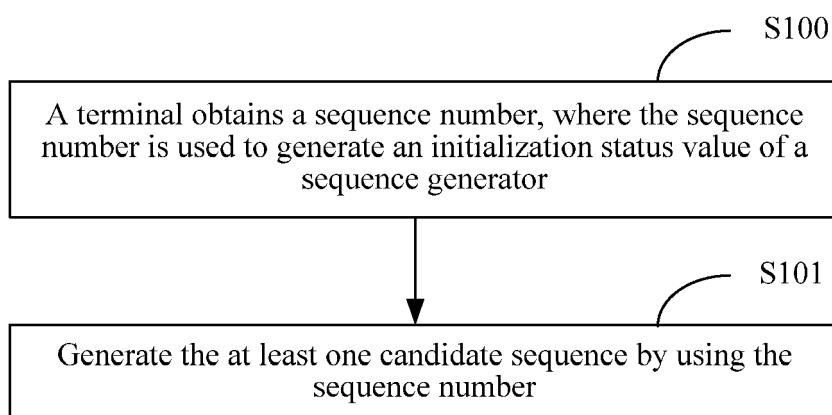 S100
A terminal obtains a sequence number, where the sequence
number is used to generate an initialization status value of a
sequence generator
S101
Generate the at least one candidate sequence by using the
sequence number